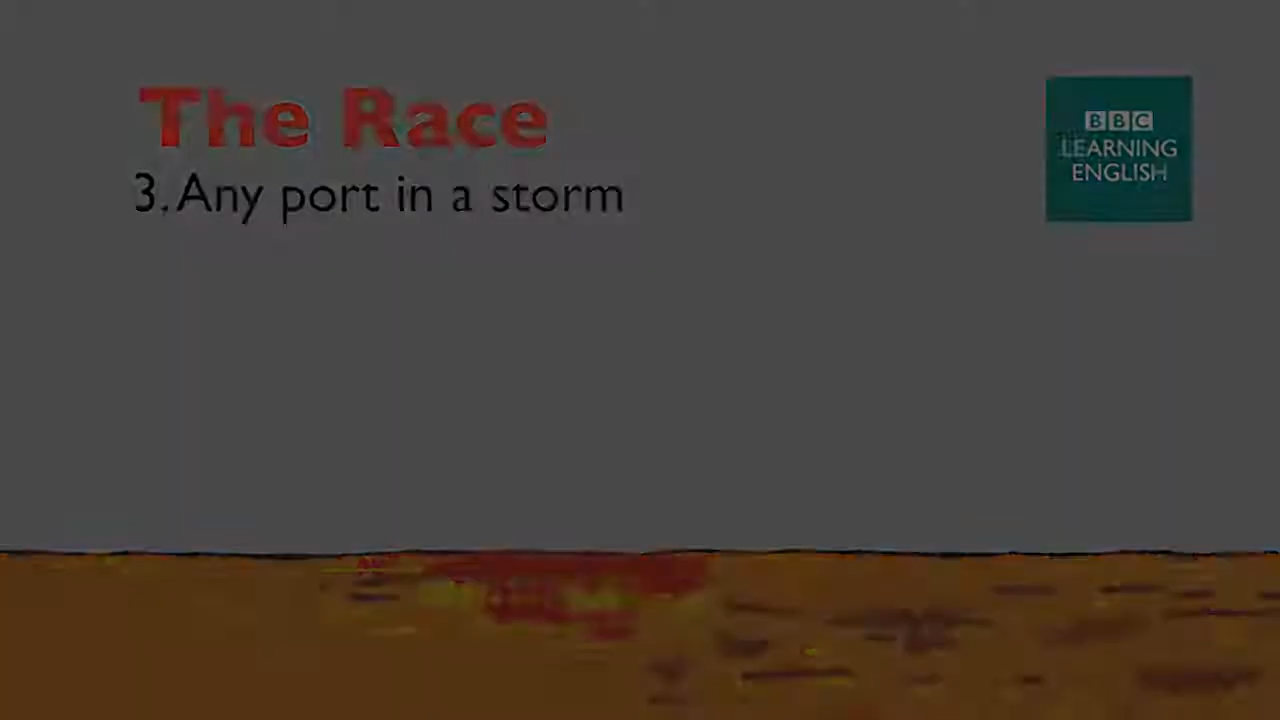 The Race
3. Any port in a storm
BBC
LEARNING
ENGLISH